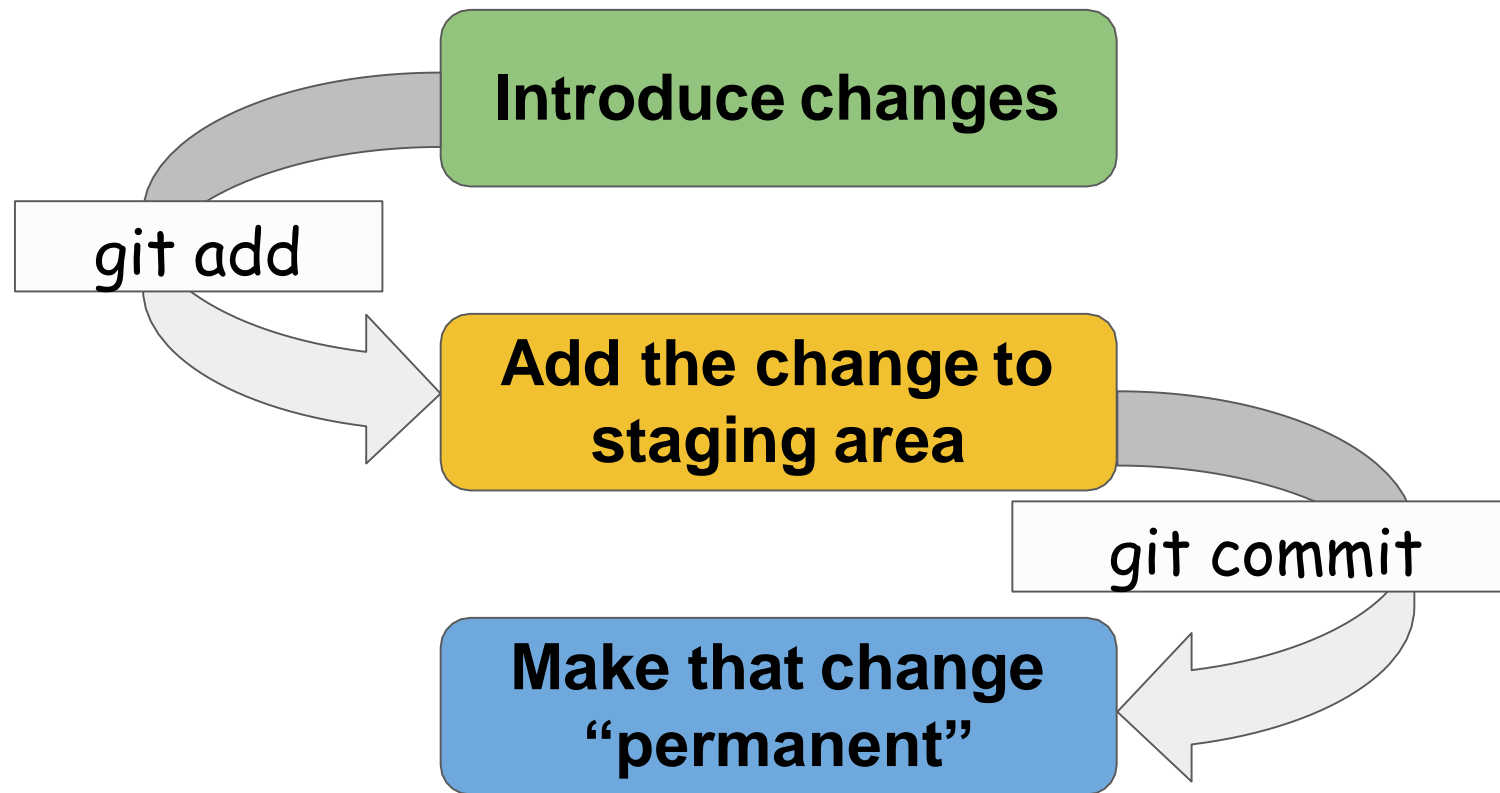 Introduce changes
git add
Add the change to
staging area
git commit
Make that change
“permanent”